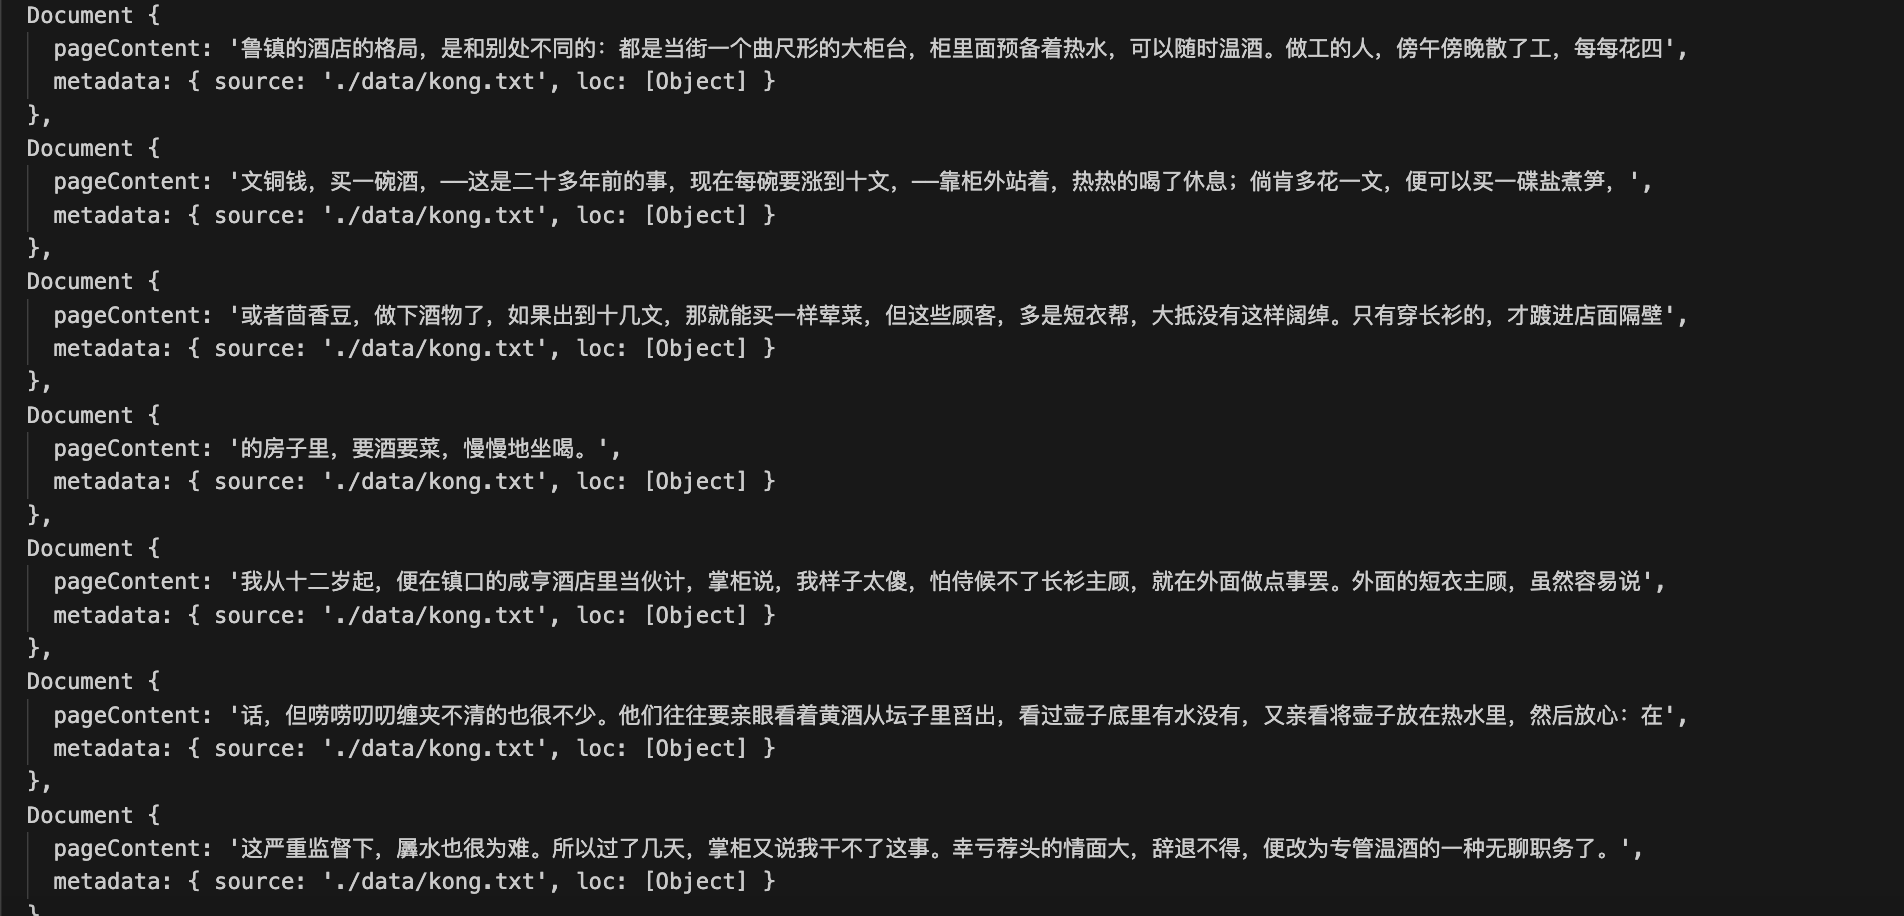 Document {
pageContent: '鲁镇的酒店的格局，是和别处不同的：都是当街一个曲尺形的大柜台，柜里面预备着热水，可以随时温酒。做工的人，傍午傍晚散了工，每每花四',
metadata: { source: './data/kong.txt', loc: [Object] }
},
Document {
pageContent: '文铜钱，买一碗酒，——这是二十多年前的事，现在每碗要涨到十文，——靠柜外站着，热热的喝了休息；倘肯多花一文，便可以买一碟盐煮笋，',
metadata: { source: './data/kong.txt', loc: [Object] }
},
Document {
pageContent: '或者茴香豆，做下酒物了，如果出到十几文，那就能买一样荤菜，但这些顾客，多是短衣帮，大抵没有这样阔绰。只有穿长衫的，才踱进店面隔壁',
metadata: { source: './data/kong.txt', loc: [Object] }
},
Document {
pageContent: '的房子里，要酒要菜，慢慢地坐喝。',
metadata: { source: './data/kong.txt', loc: [Object] }
},
Document {
pageContent: '我从十二岁起，便在镇口的咸亨酒店里当伙计，掌柜说，我样子太傻，怕侍候不了长衫主顾，就在外面做点事罢。外面的短衣主顾，虽然容易说',
metadata: { source: './data/kong.txt', loc: [Object] }
},
Document {
pageContent: '话，但唠唠叨叨缠夹不清的也很不少。他们往往要亲眼看着黄酒从坛子里舀出，看过壶子底里有水没有，又亲看将壶子放在热水里，然后放心：在',
metadata: { source: './data/kong.txt', loc: [Object] }
},
Document {
pageContent: '这严重监督下，羼水也很为难。所以过了几天，掌柜又说我干不了这事。幸亏荐头的情面大，辞退不得，便改为专管温酒的一种无聊职务了。',
metadata: { source: './data/kong.txt', loc: [Object] }
}